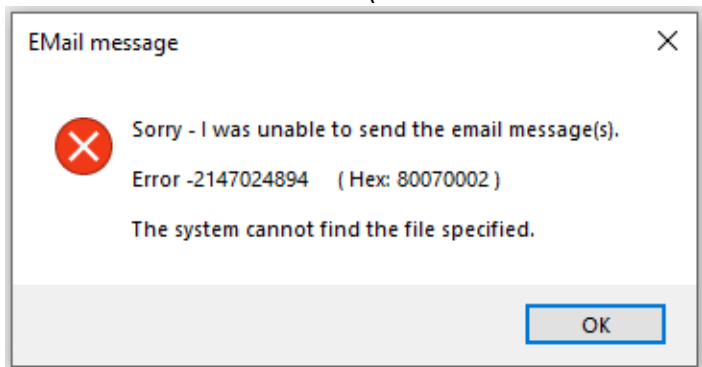 EMail message
Sorry - I was unable to send the email message(s).
Error -2147024894 ( Hex: 80070002 )
The system cannot find the file specified.
OK